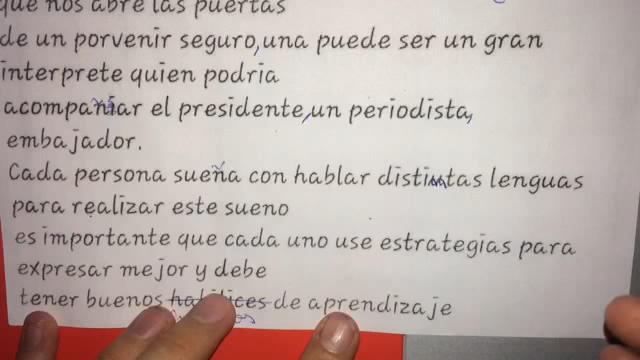 que nos abre las puertas
de un porvenir seguro, una puede ser un gran
interprete quien podria
acompañar el presidente, un periodista,
embajador.
Cada persona sueña con hablar distintas lenguas
para realizar este sueno
es importante que cada uno use estrategias para
expresar mejor y debe
tener buenos de aprendizaje